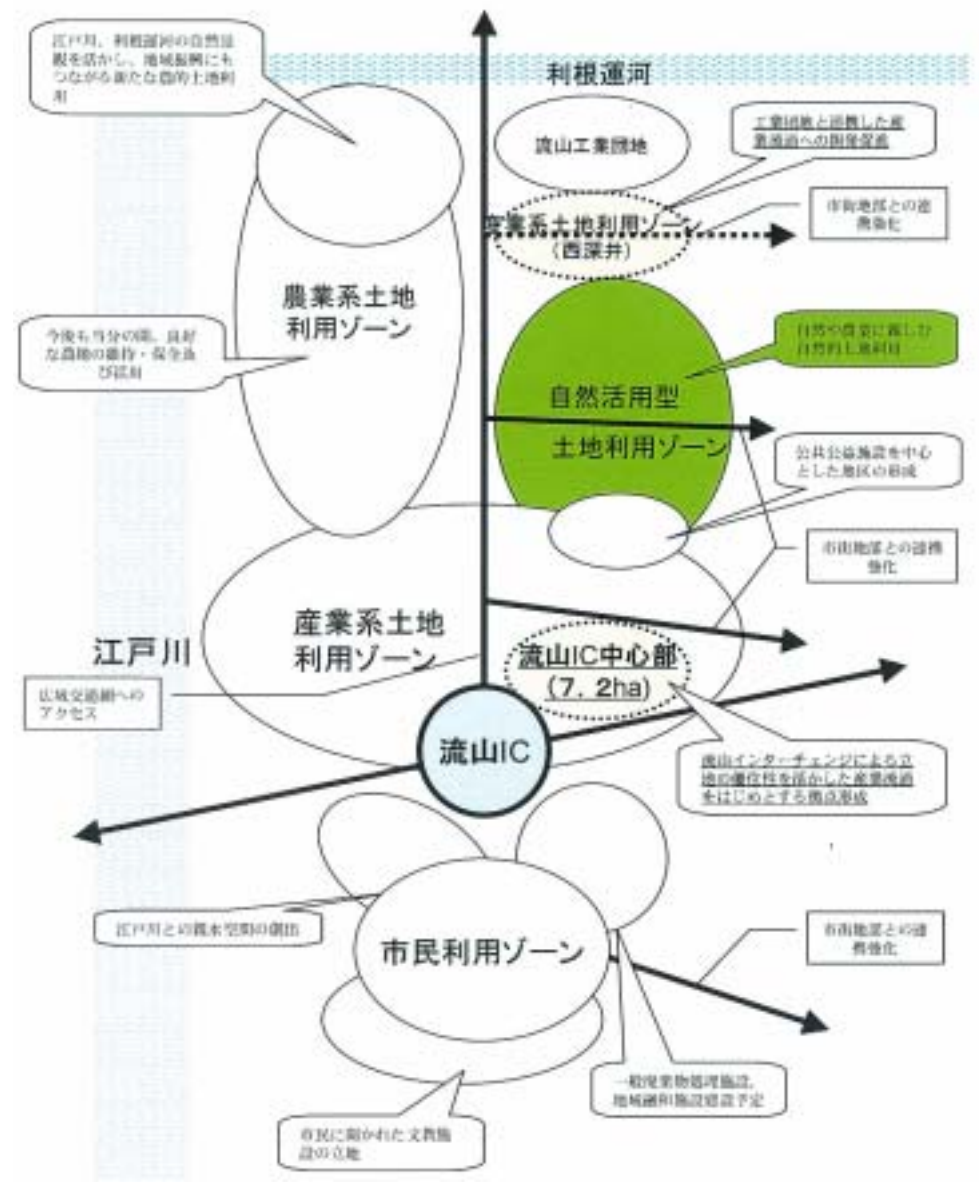 江戸川、利根運河の自然景
観を活かし、地域振興にも
つながる新たな農的土地利
用
利根運河
流山工業団地
工業団地と連携した産
業流通への開発促進
産業系土地利用ゾーン
(西深井)
市街地部との連
携強化
農業系土地
利用ゾーン
今後も当分の間、良好
な農地の維持・保全及
び活用
自然や農業に親しむ
自然的土地利用
自然活用型
土地利用ゾーン
公共公益施設を中心
とした地区の形成
市街地部との連携
強化
産業系土地
利用ゾーン
江戸川
流山IC中心部
(7.2ha)
広域交通網への
アクセス
流山IC
流山インターチェンジによる立
地の優位性を活かした産業流通
をはじめとする拠点形成
江戸川との親水空間の創出
市民利用ゾーン
市街地部との連
携強化
一般廃棄物処理施設、
地域融和施設建設予定
市民に開かれた文教施
設の立地